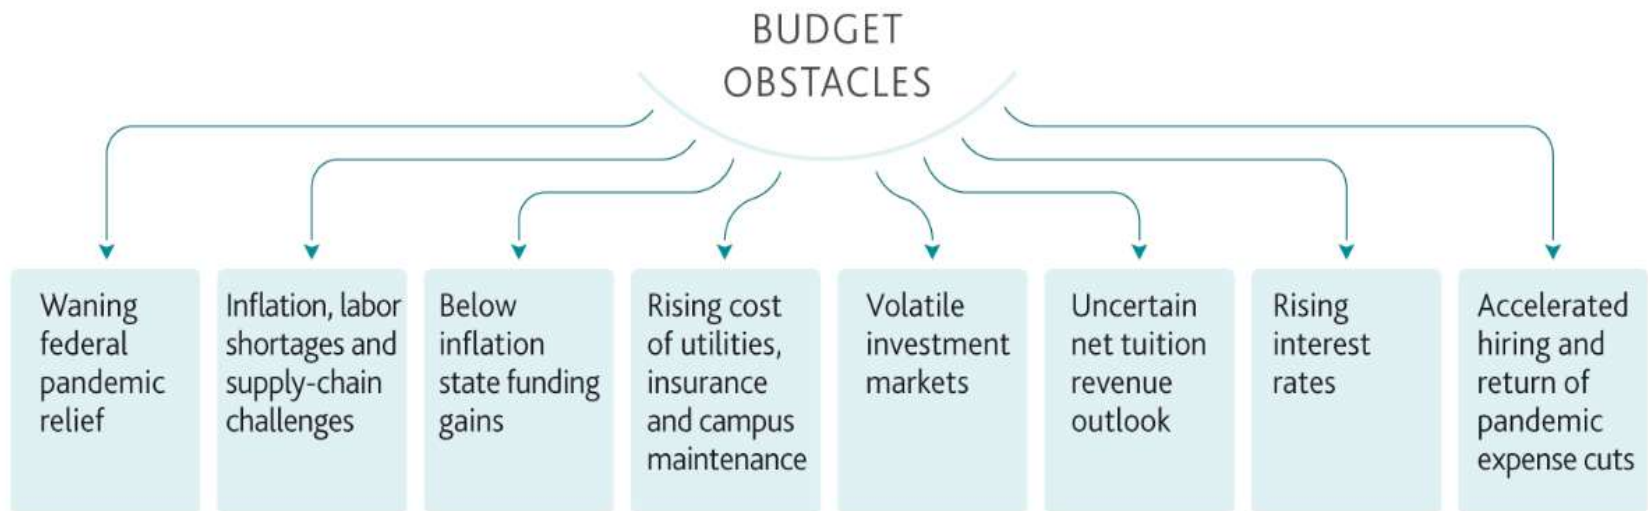 BUDGET
OBSTACLES
Waning
federal
pandemic
relief
Inflation, labor
shortages and
supply-chain
challenges
Below
inflation
state funding
gains
Rising cost
of utilities,
insurance
and campus
maintenance
Volatile
investment
markets
Uncertain
net tuition
revenue
outlook
Rising
interest
rates
Accelerated
hiring and
return of
pandemic
expense cuts